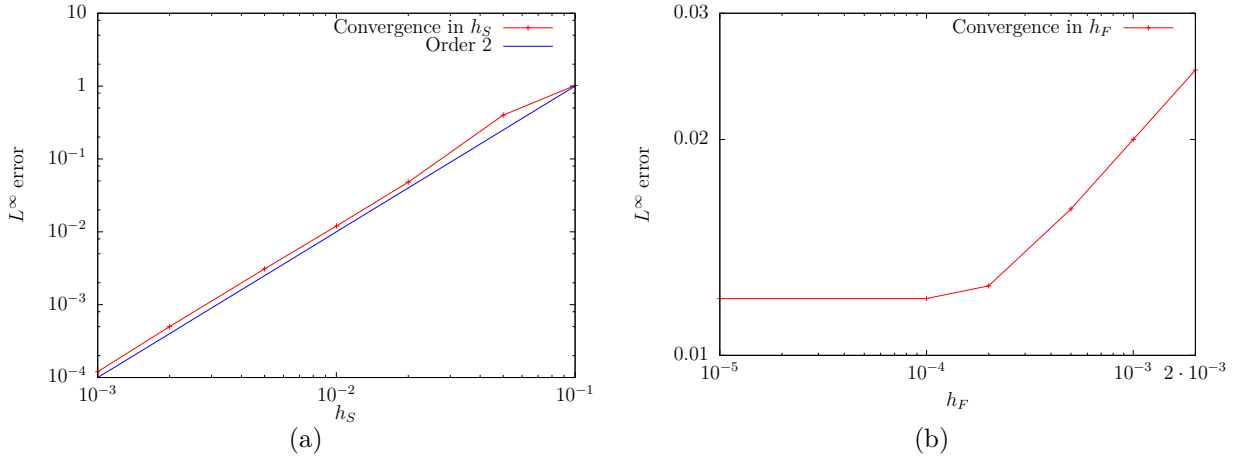 10
1
10⁻¹
10⁻²
10⁻³
10⁻⁴
10⁻³
10⁻²
10⁻¹
L^∞ error
h_S
Convergence in h_S
Order 2
(a)
0.03
0.02
0.01
10⁻⁵
10⁻⁴
10⁻³
2 · 10⁻³
L^∞ error
h_F
Convergence in h_F
(b)